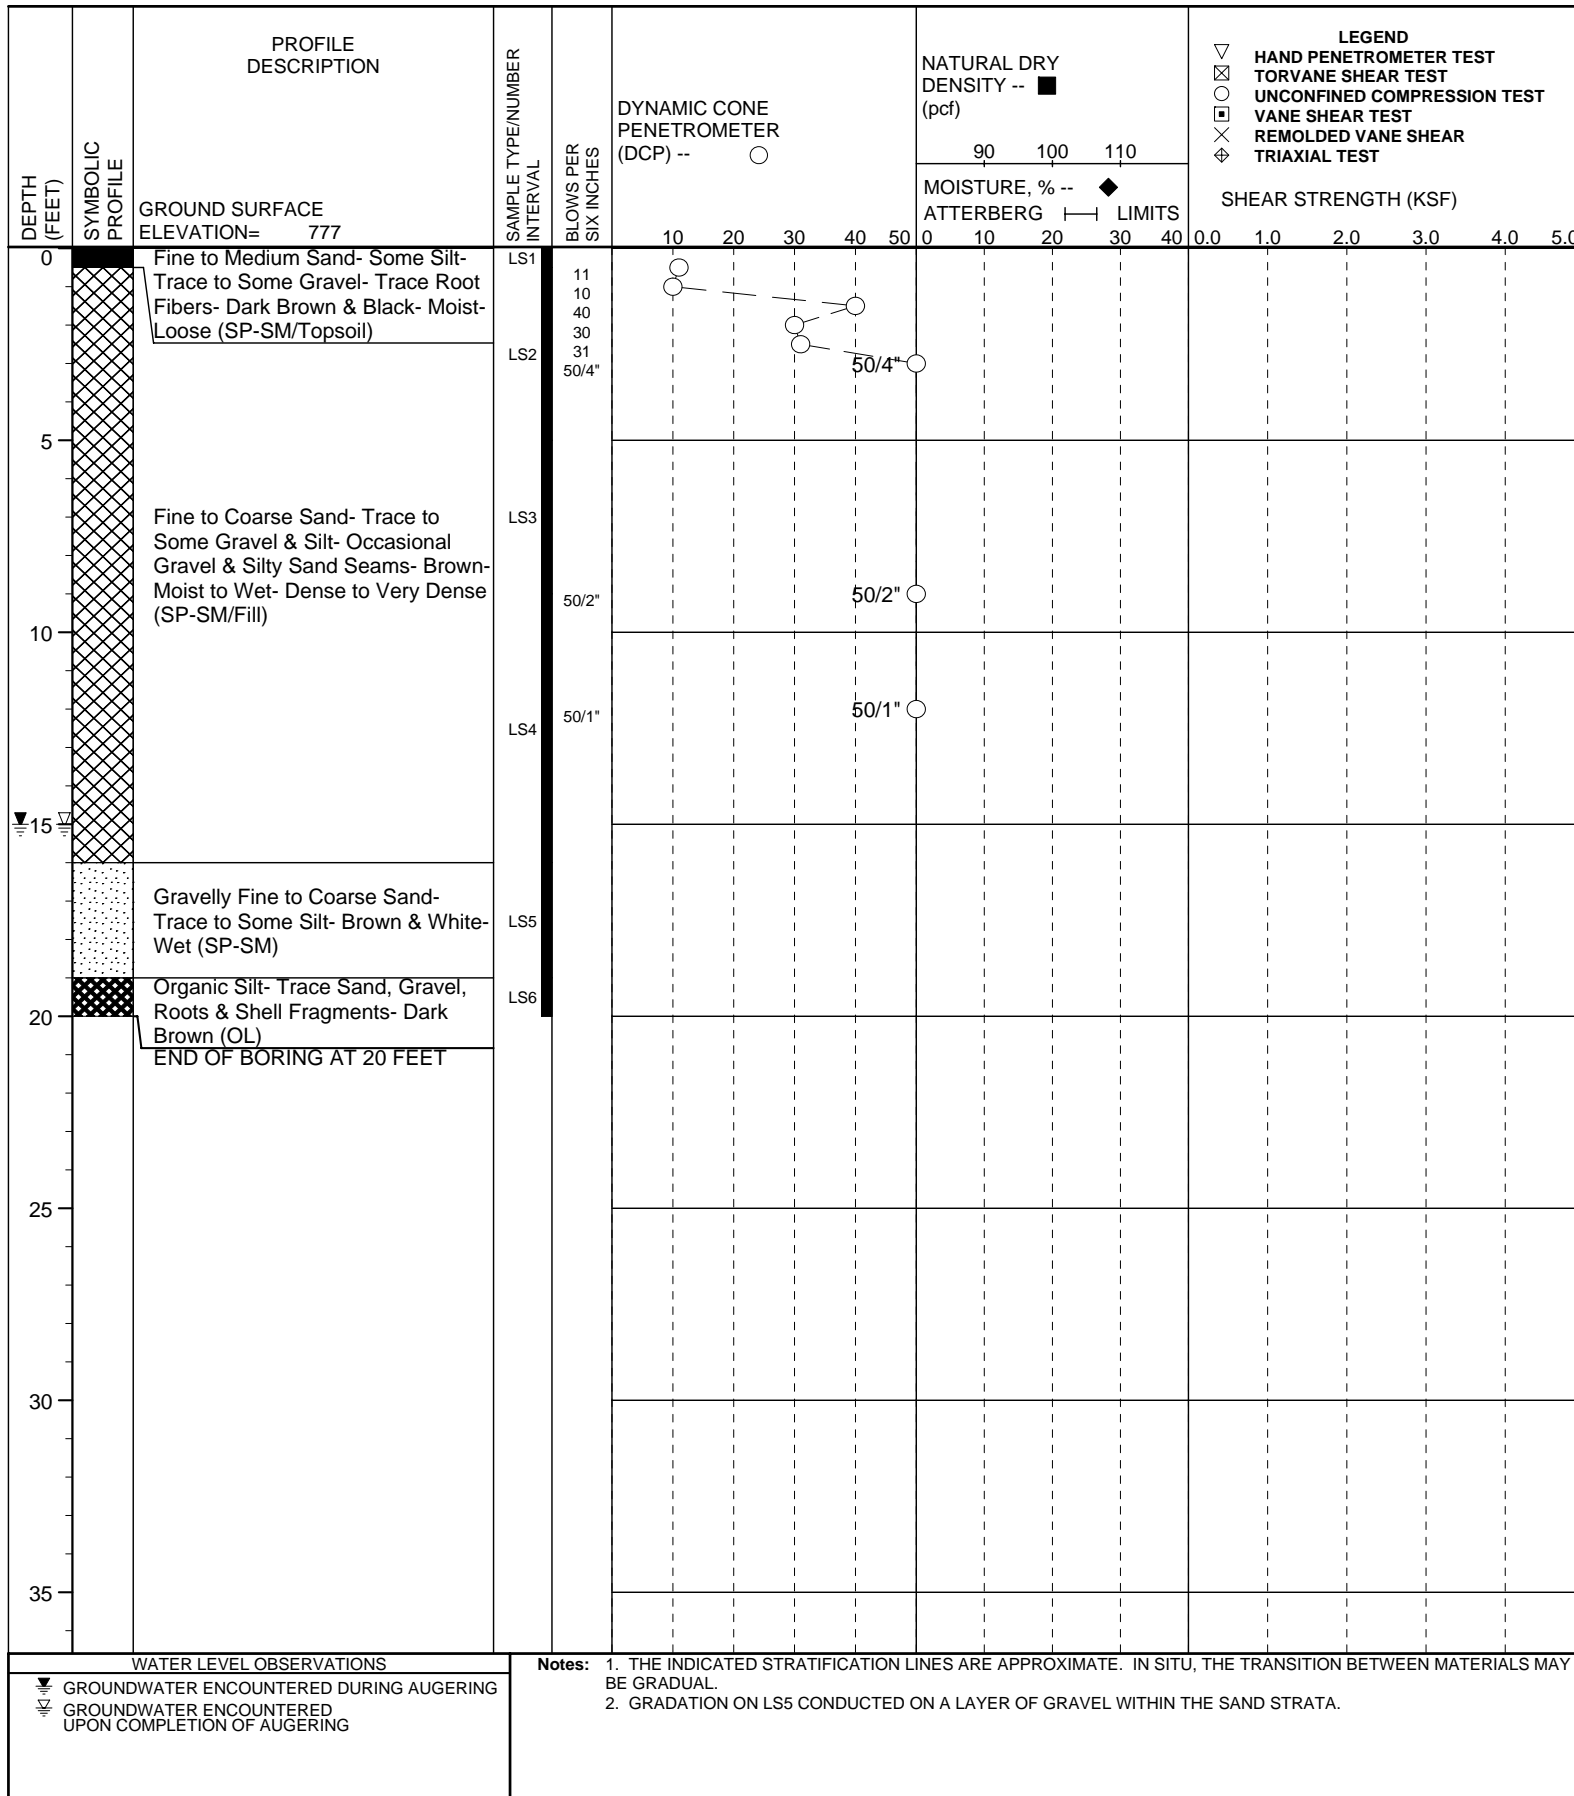 DEPTH
(FEET)
SYMBOLIC
PROFILE
PROFILE
DESCRIPTION
GROUND SURFACE
ELEVATION= 777
SAMPLE TYPE/NUMBER
INTERVAL
BLOWS PER
SIX INCHES
DYNAMIC CONE
PENETROMETER
(DCP) --
10 20 30 40 50
NATURAL DRY
DENSITY --
(pcf)
90 100 110
MOISTURE, % --
ATTERBERG LIMITS
0 10 20 30 40
LEGEND
HAND PENETROMETER TEST
TORVANE SHEAR TEST
UNCONFINED COMPRESSION TEST
VANE SHEAR TEST
REMOLDED VANE SHEAR
TRIAXIAL TEST
SHEAR STRENGTH (KSF)
0.0 1.0 2.0 3.0 4.0 5.0
0
Fine to Medium Sand- Some Silt-
Trace to Some Gravel- Trace Root
Fibers- Dark Brown & Black- Moist-
Loose (SP-SM/Topsoil)
LS1
11
10
40
30
LS2
31
50/4"
50/4"
5
Fine to Coarse Sand- Trace to
Some Gravel & Silt- Occasional
Gravel & Silty Sand Seams- Brown-
Moist to Wet- Dense to Very Dense
(SP-SM/Fill)
LS3
50/2"
50/2"
10
LS4
50/1"
50/1"
15
Gravelly Fine to Coarse Sand-
Trace to Some Silt- Brown & White-
Wet (SP-SM)
LS5
Organic Silt- Trace Sand, Gravel,
Roots & Shell Fragments- Dark
Brown (OL)
LS6
20
END OF BORING AT 20 FEET
25
30
35
WATER LEVEL OBSERVATIONS
GROUNDWATER ENCOUNTERED DURING AUGERING
GROUNDWATER ENCOUNTERED
UPON COMPLETION OF AUGERING
Notes: 1. THE INDICATED STRATIFICATION LINES ARE APPROXIMATE. IN SITU, THE TRANSITION BETWEEN MATERIALS MAY
BE GRADUAL.
2. GRADATION ON LS5 CONDUCTED ON A LAYER OF GRAVEL WITHIN THE SAND STRATA.